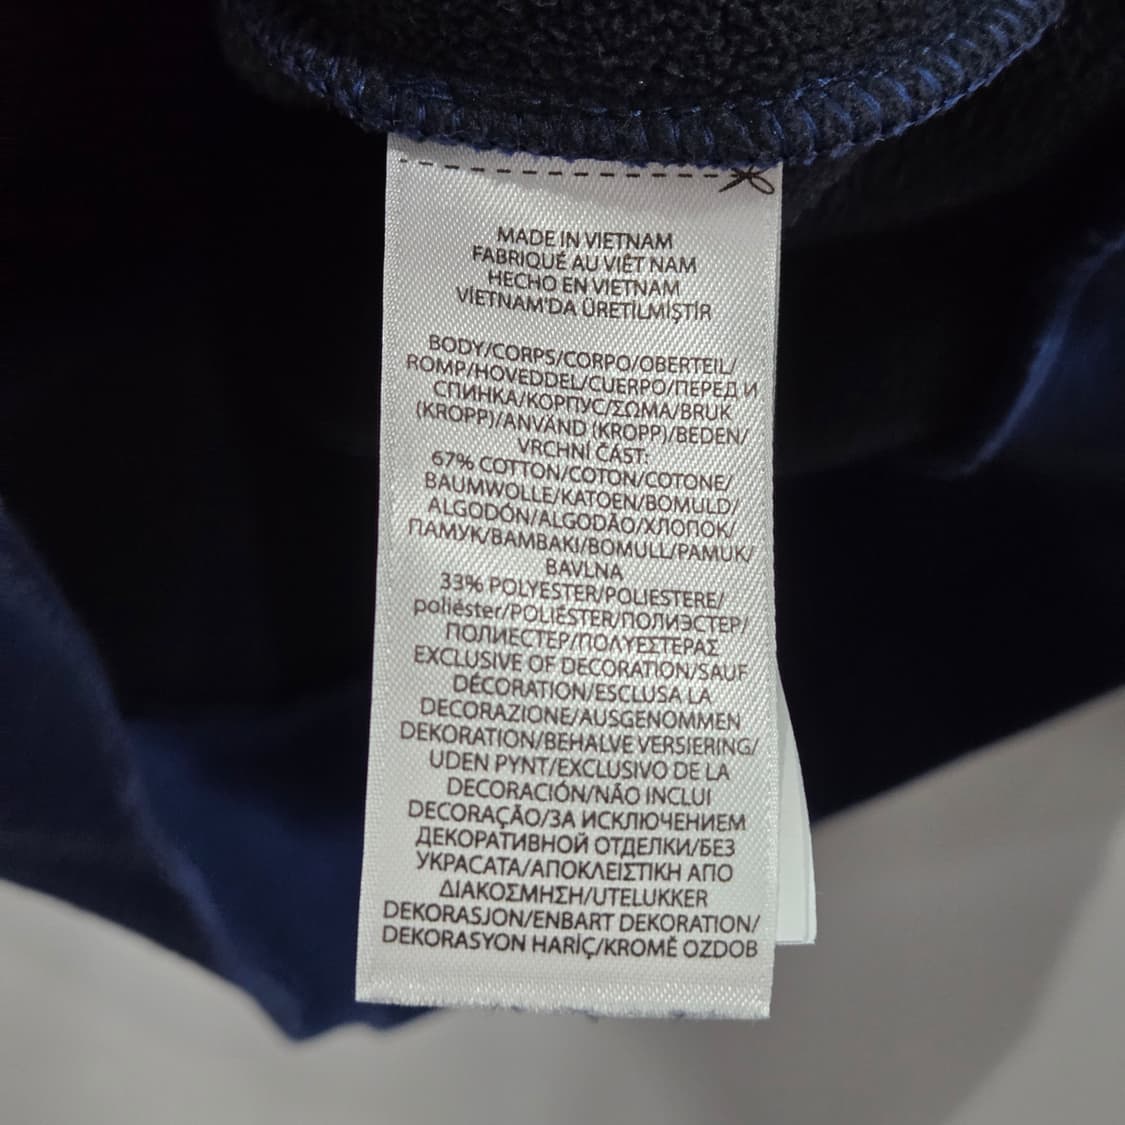 MADE IN VIETNAM
FABRIQUÉ AU VIÊT NAM
HECHO EN VIETNAM
VİETNAM'DA ÜRETİLMİŞTİR
BODY/CORPS/CORPO/OBERTEIL/
ROMP/HOVEDDEL/CUERPO/ПЕРЕД И
СПИНКА/КОРПУС/ΣΩΜΑ/BRUK
(KROPP)/ANVÄND (KROPP)/BEDEN/
VRCHNÍ ČÁST:
67% COTTON/COTON/COTONE/
BAUMWOLLE/KATOEN/BOMULD/
ALGODÓN/ALGODÃO/ХЛОПОК/
ПАМУК/ΒΑΜΒΑΚΙ/BOMULL/PAMUK/
BAVLNA
33% POLYESTER/POLIESTERE/
poliéster/POLIÉSTER/ПОЛИЭСТЕР/
ПОЛИЕСТЕР/ΠΟΛΥΕΣΤΕΡΑΣ
EXCLUSIVE OF DECORATION/SAUF
DÉCORATION/ESCLUSA LA
DECORAZIONE/AUSGENOMMEN
DEKORATION/BEHALVE VERSIERING/
UDEN PYNT/EXCLUSIVO DE LA
DECORACIÓN/NÃO INCLUI
DECORAÇÃO/ЗА ИСКЛЮЧЕНИЕМ
ДЕКОРАТИВНОЙ ОТДЕЛКИ/БЕЗ
УКРАСАТА/ΑΠΟΚΛΕΙΣΤΙΚΗ ΑΠΟ
ΔΙΑΚΟΣΜΗΣΗ/UTELUKKER
DEKORASJON/ENBART DEKORATION/
DEKORASYON HARİÇ/KROMĚ OZDOB